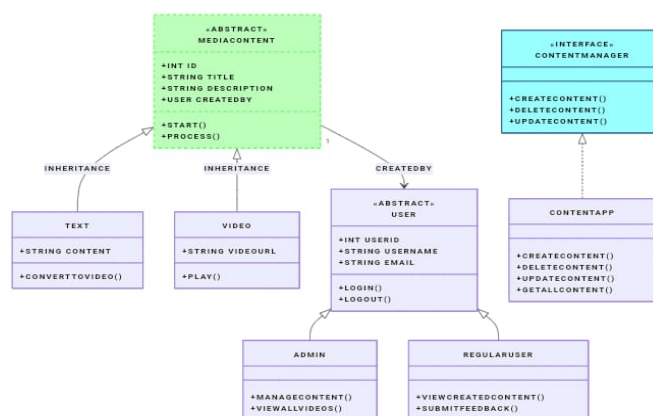 «ABSTRACT»
MEDIACONTENT
+INT ID
+STRING TITLE
+STRING DESCRIPTION
+USER CREATEDBY
+START()
+PROCESS()
«INTERFACE»
CONTENTMANAGER
+CREATECONTENT()
+DELETECONTENT()
+UPDATECONTENT()
1
INHERITANCE
INHERITANCE
CREATEDBY
TEXT
+STRING CONTENT
+CONVERTTOVIDEO()
VIDEO
+STRING VIDEOURL
+PLAY()
«ABSTRACT»
USER
+INT USERID
+STRING USERNAME
+STRING EMAIL
+LOGIN()
+LOGOUT()
CONTENTAPP
+CREATECONTENT()
+DELETECONTENT()
+UPDATECONTENT()
+GETALLCONTENT()
ADMIN
+MANAGECONTENT()
+VIEWALLVIDEOS()
REGULARUSER
+VIEWCREATEDCONTENT()
+SUBMITFEEDBACK()